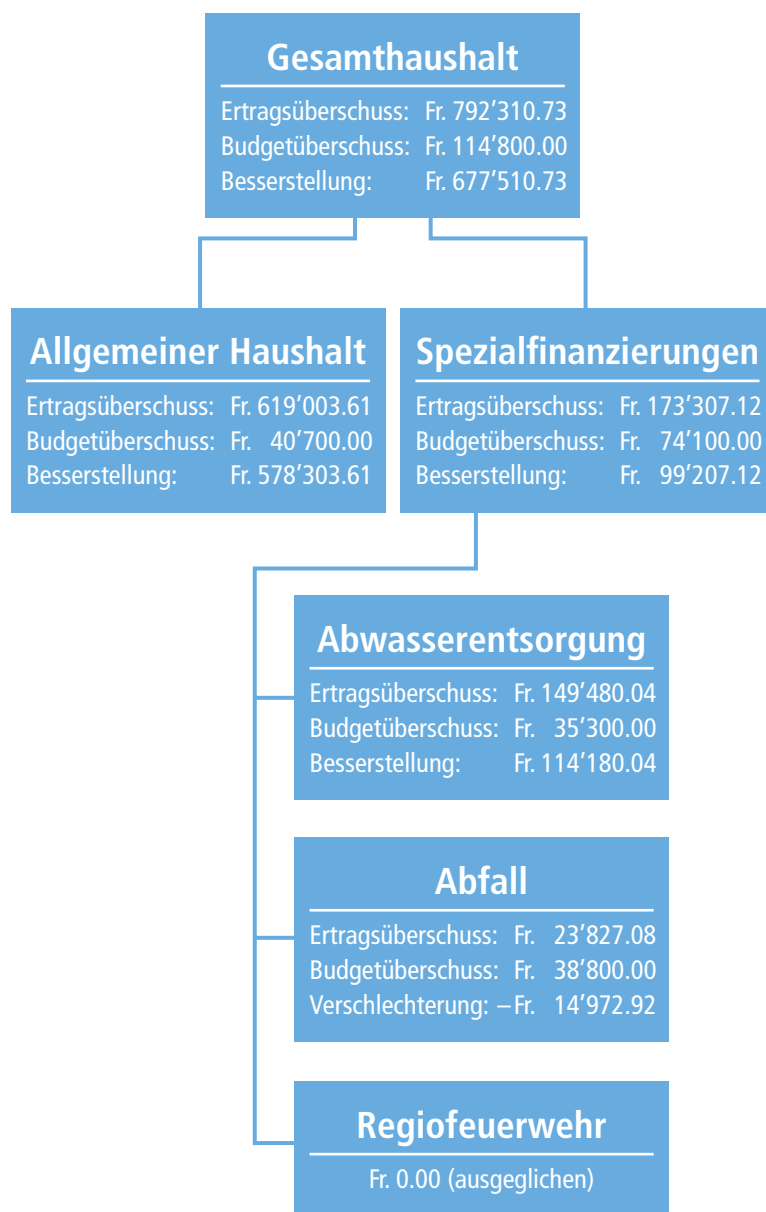 Gesamthaushalt
Ertragsüberschuss: Fr. 792’310.73
Budgetüberschuss: Fr. 114’800.00
Besserstellung: Fr. 677’510.73
Allgemeiner Haushalt
Ertragsüberschuss: Fr. 619’003.61
Budgetüberschuss: Fr. 40’700.00
Besserstellung: Fr. 578’303.61
Spezialfinanzierungen
Ertragsüberschuss: Fr. 173’307.12
Budgetüberschuss: Fr. 74’100.00
Besserstellung: Fr. 99’207.12
Abwasserentsorgung
Ertragsüberschuss: Fr. 149’480.04
Budgetüberschuss: Fr. 35’300.00
Besserstellung: Fr. 114’180.04
Abfall
Ertragsüberschuss: Fr. 23’827.08
Budgetüberschuss: Fr. 38’800.00
Verschlechterung: –Fr. 14’972.92
Regiofeuerwehr
Fr. 0.00 (ausgeglichen)